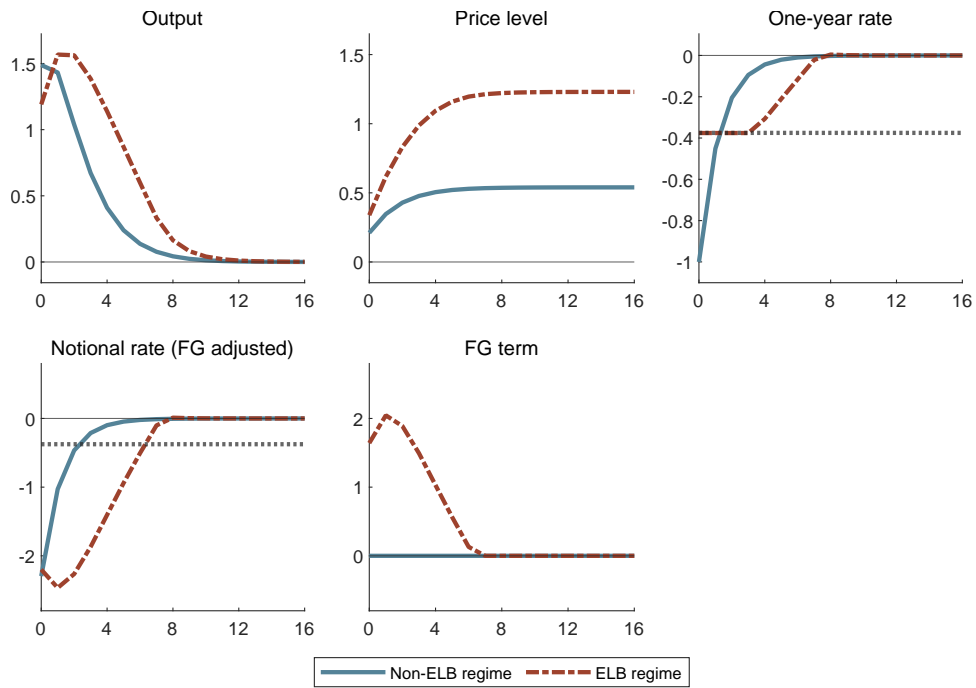 Output
Price level
One-year rate
1.5
1
0.5
0
0 4 8 12 16
1.5
1
0.5
0
0 4 8 12 16
0
-0.2
-0.4
-0.6
-0.8
-1
0 4 8 12 16
Notional rate (FG adjusted)
FG term
0
-1
-2
0 4 8 12 16
2
1
0
0 4 8 12 16
Non-ELB regime ELB regime